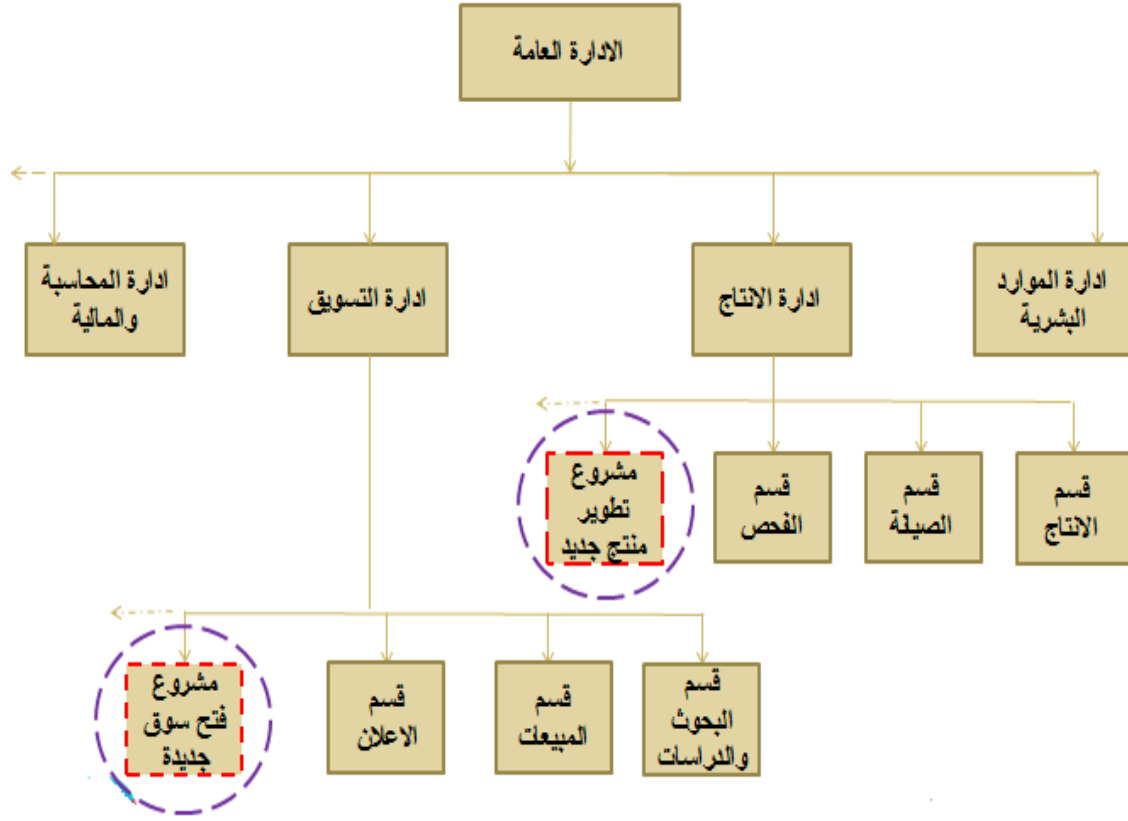 الادارة العامة
ادارة الموارد
البشرية
ادارة الانتاج
ادارة التسويق
ادارة المحاسبة
والمالية
قسم
الانتاج
قسم
الصيانة
قسم
الفحص
مشروع
تطوير
منتج جديد
قسم
البحوث
والدراسات
قسم
المبيعات
قسم
الاعلان
مشروع
فتح سوق
جديدة